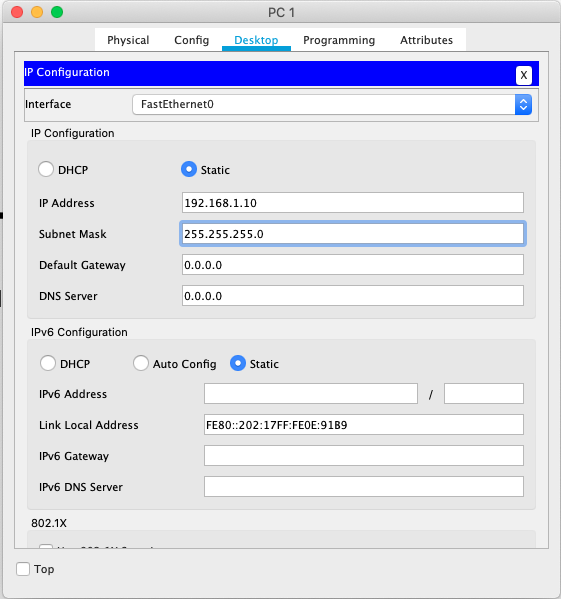 PC 1
Physical Config Desktop Programming Attributes
IP Configuration
X
Interface FastEthernet0
IP Configuration
DHCP Static
IP Address 192.168.1.10
Subnet Mask 255.255.255.0
Default Gateway 0.0.0.0
DNS Server 0.0.0.0
IPv6 Configuration
DHCP Auto Config Static
IPv6 Address /
Link Local Address FE80::202:17FF:FE0E:91B9
IPv6 Gateway
IPv6 DNS Server
802.1X
Top